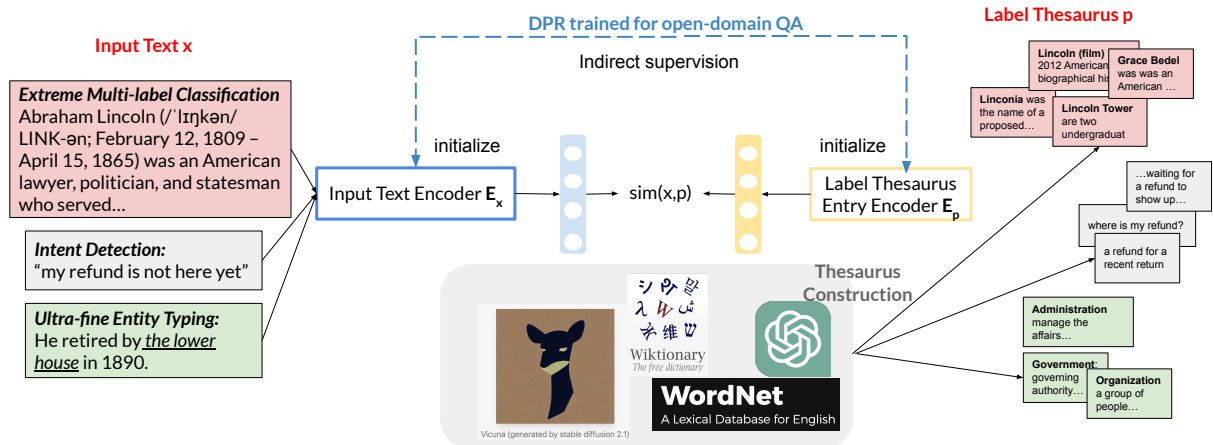 DPR trained for open-domain QA
Indirect supervision
Input Text x
Extreme Multi-label Classification
Abraham Lincoln (/ˈlɪŋkən/
LINK-ən; February 12, 1809 –
April 15, 1865) was an American
lawyer, politician, and statesman
who served…
Intent Detection:
“my refund is not here yet”
Ultra-fine Entity Typing:
He retired by the lower
house in 1890.
initialize
Input Text Encoder Ex
sim(x,p)
initialize
Label Thesaurus
Entry Encoder Ep
Thesaurus
Construction
Vicuna (generated by stable diffusion 2.1)
Wiktionary
The free dictionary
WordNet
A Lexical Database for English
Label Thesaurus p
Lincoln (film)
2012 American
biographical his
Grace Bedel
was was an
American …
Linconia was
the name of a
proposed…
Lincoln Tower
are two
undergraduat
…waiting for
a refund to
show up…
where is my refund?
a refund for a
recent return
Administration
manage the
affairs…
Government:
governing
authority…
Organization
a group of
people…